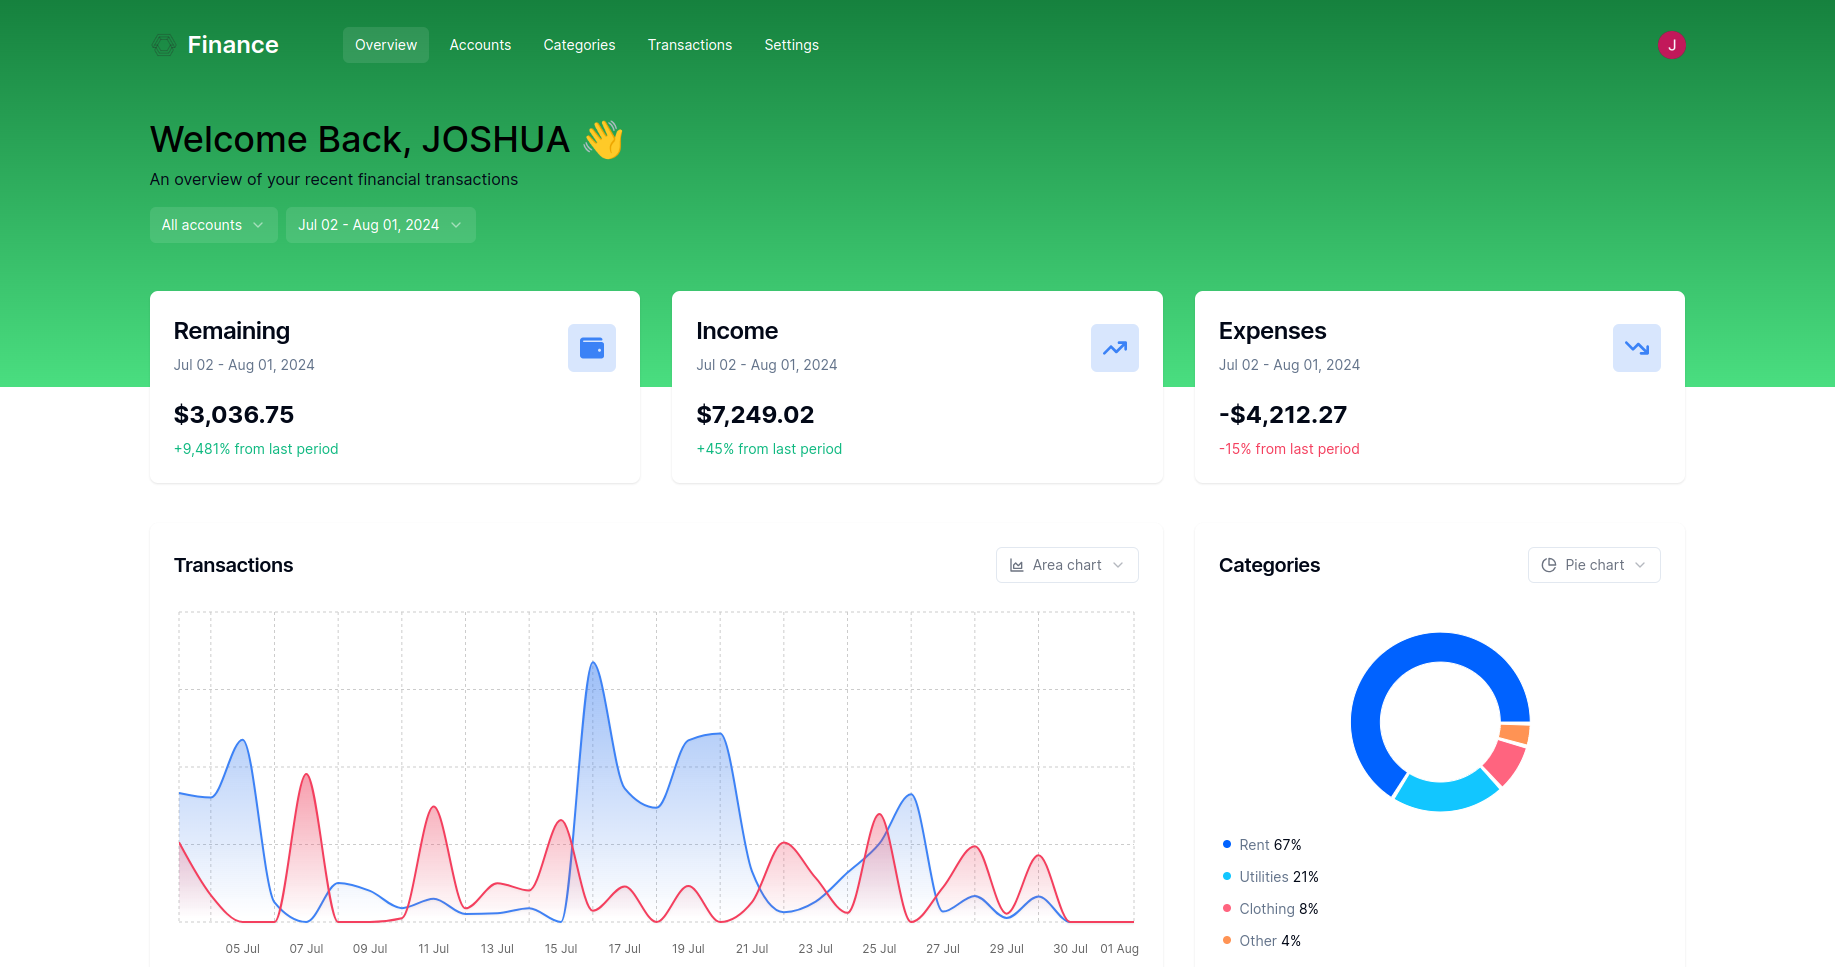 Finance
Overview
Accounts
Categories
Transactions
Settings
J
Welcome Back, JOSHUA 👋
An overview of your recent financial transactions
All accounts
Jul 02 - Aug 01, 2024
Remaining
Jul 02 - Aug 01, 2024
$3,036.75
+9,481% from last period
Income
Jul 02 - Aug 01, 2024
$7,249.02
+45% from last period
Expenses
Jul 02 - Aug 01, 2024
-$4,212.27
-15% from last period
Transactions
Area chart
05 Jul
07 Jul
09 Jul
11 Jul
13 Jul
15 Jul
17 Jul
19 Jul
21 Jul
23 Jul
25 Jul
27 Jul
29 Jul
30 Jul
01 Aug
Categories
Pie chart
Rent 67%
Utilities 21%
Clothing 8%
Other 4%